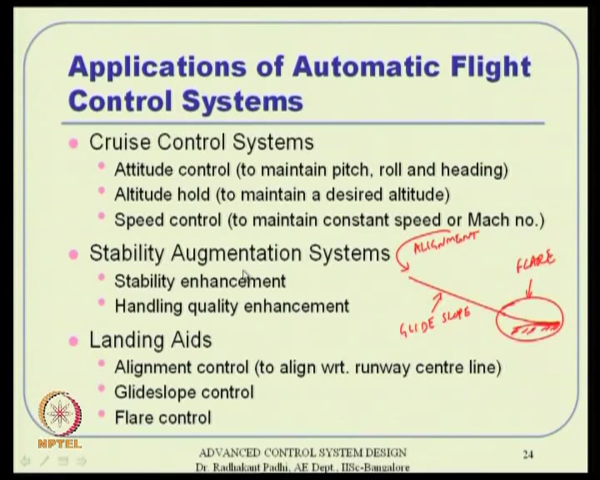 Applications of Automatic Flight
Control Systems
Cruise Control Systems
Attitude control (to maintain pitch, roll and heading)
Altitude hold (to maintain a desired altitude)
Speed control (to maintain constant speed or Mach no.)
Stability Augmentation Systems
Stability enhancement
Handling quality enhancement
ALIGNMENT
FLARE
GLIDE SLOPE
Landing Aids
Alignment control (to align wrt. runway centre line)
Glideslope control
Flare control
NPTEL
ADVANCED CONTROL SYSTEM DESIGN
Dr. Radhakant Padhi, AE Dept., IISc-Bangalore
24